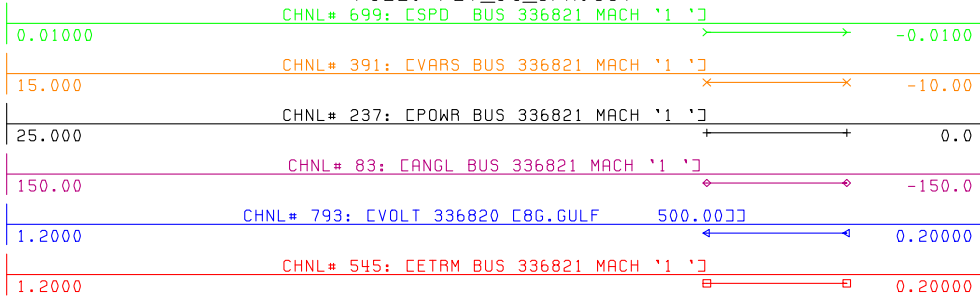 CHNL# 699: [SPD BUS 336821 MACH '1 ']
0.01000 -0.0100
CHNL# 391: [VARS BUS 336821 MACH '1 ']
15.000 -10.00
CHNL# 237: [POWR BUS 336821 MACH '1 ']
25.000 0.0
CHNL# 83: [ANGL BUS 336821 MACH '1 ']
150.00 -150.0
CHNL# 793: [VOLT 336820 [8G.GULF 500.00]]
1.2000 0.20000
CHNL# 545: [ETRM BUS 336821 MACH '1 ']
1.2000 0.20000